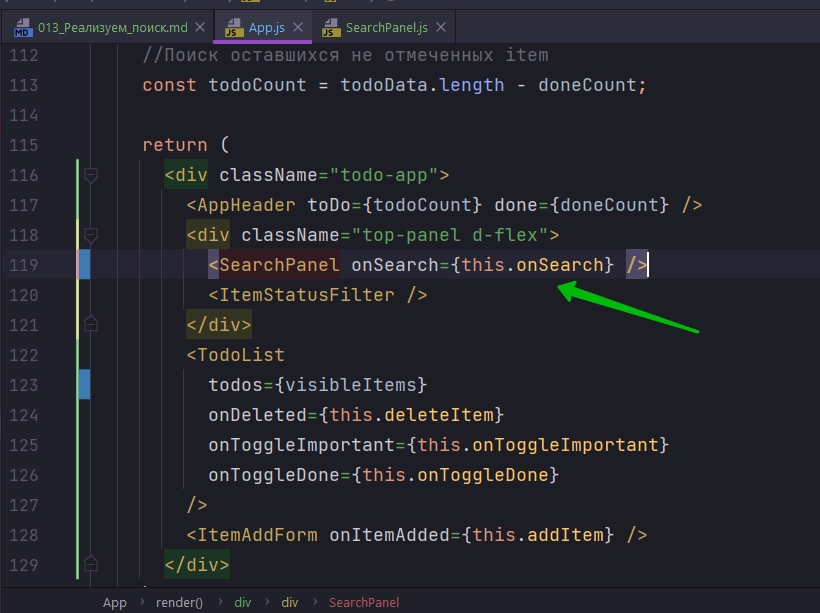 MD 013_Реализуем_поиск.md JS App.js JS SearchPanel.js
112 //Поиск оставшихся не отмеченных item
113 const todoCount = todoData.length - doneCount;
114
115 return (
116 <div className="todo-app">
117 <AppHeader toDo={todoCount} done={doneCount} />
118 <div className="top-panel d-flex">
119 <SearchPanel onSearch={this.onSearch} />
120 <ItemStatusFilter />
121 </div>
122 <TodoList
123 todos={visibleItems}
124 onDeleted={this.deleteItem}
125 onToggleImportant={this.onToggleImportant}
126 onToggleDone={this.onToggleDone}
127 />
128 <ItemAddForm onItemAdded={this.addItem} />
129 </div>
App › render() › div › div › SearchPanel